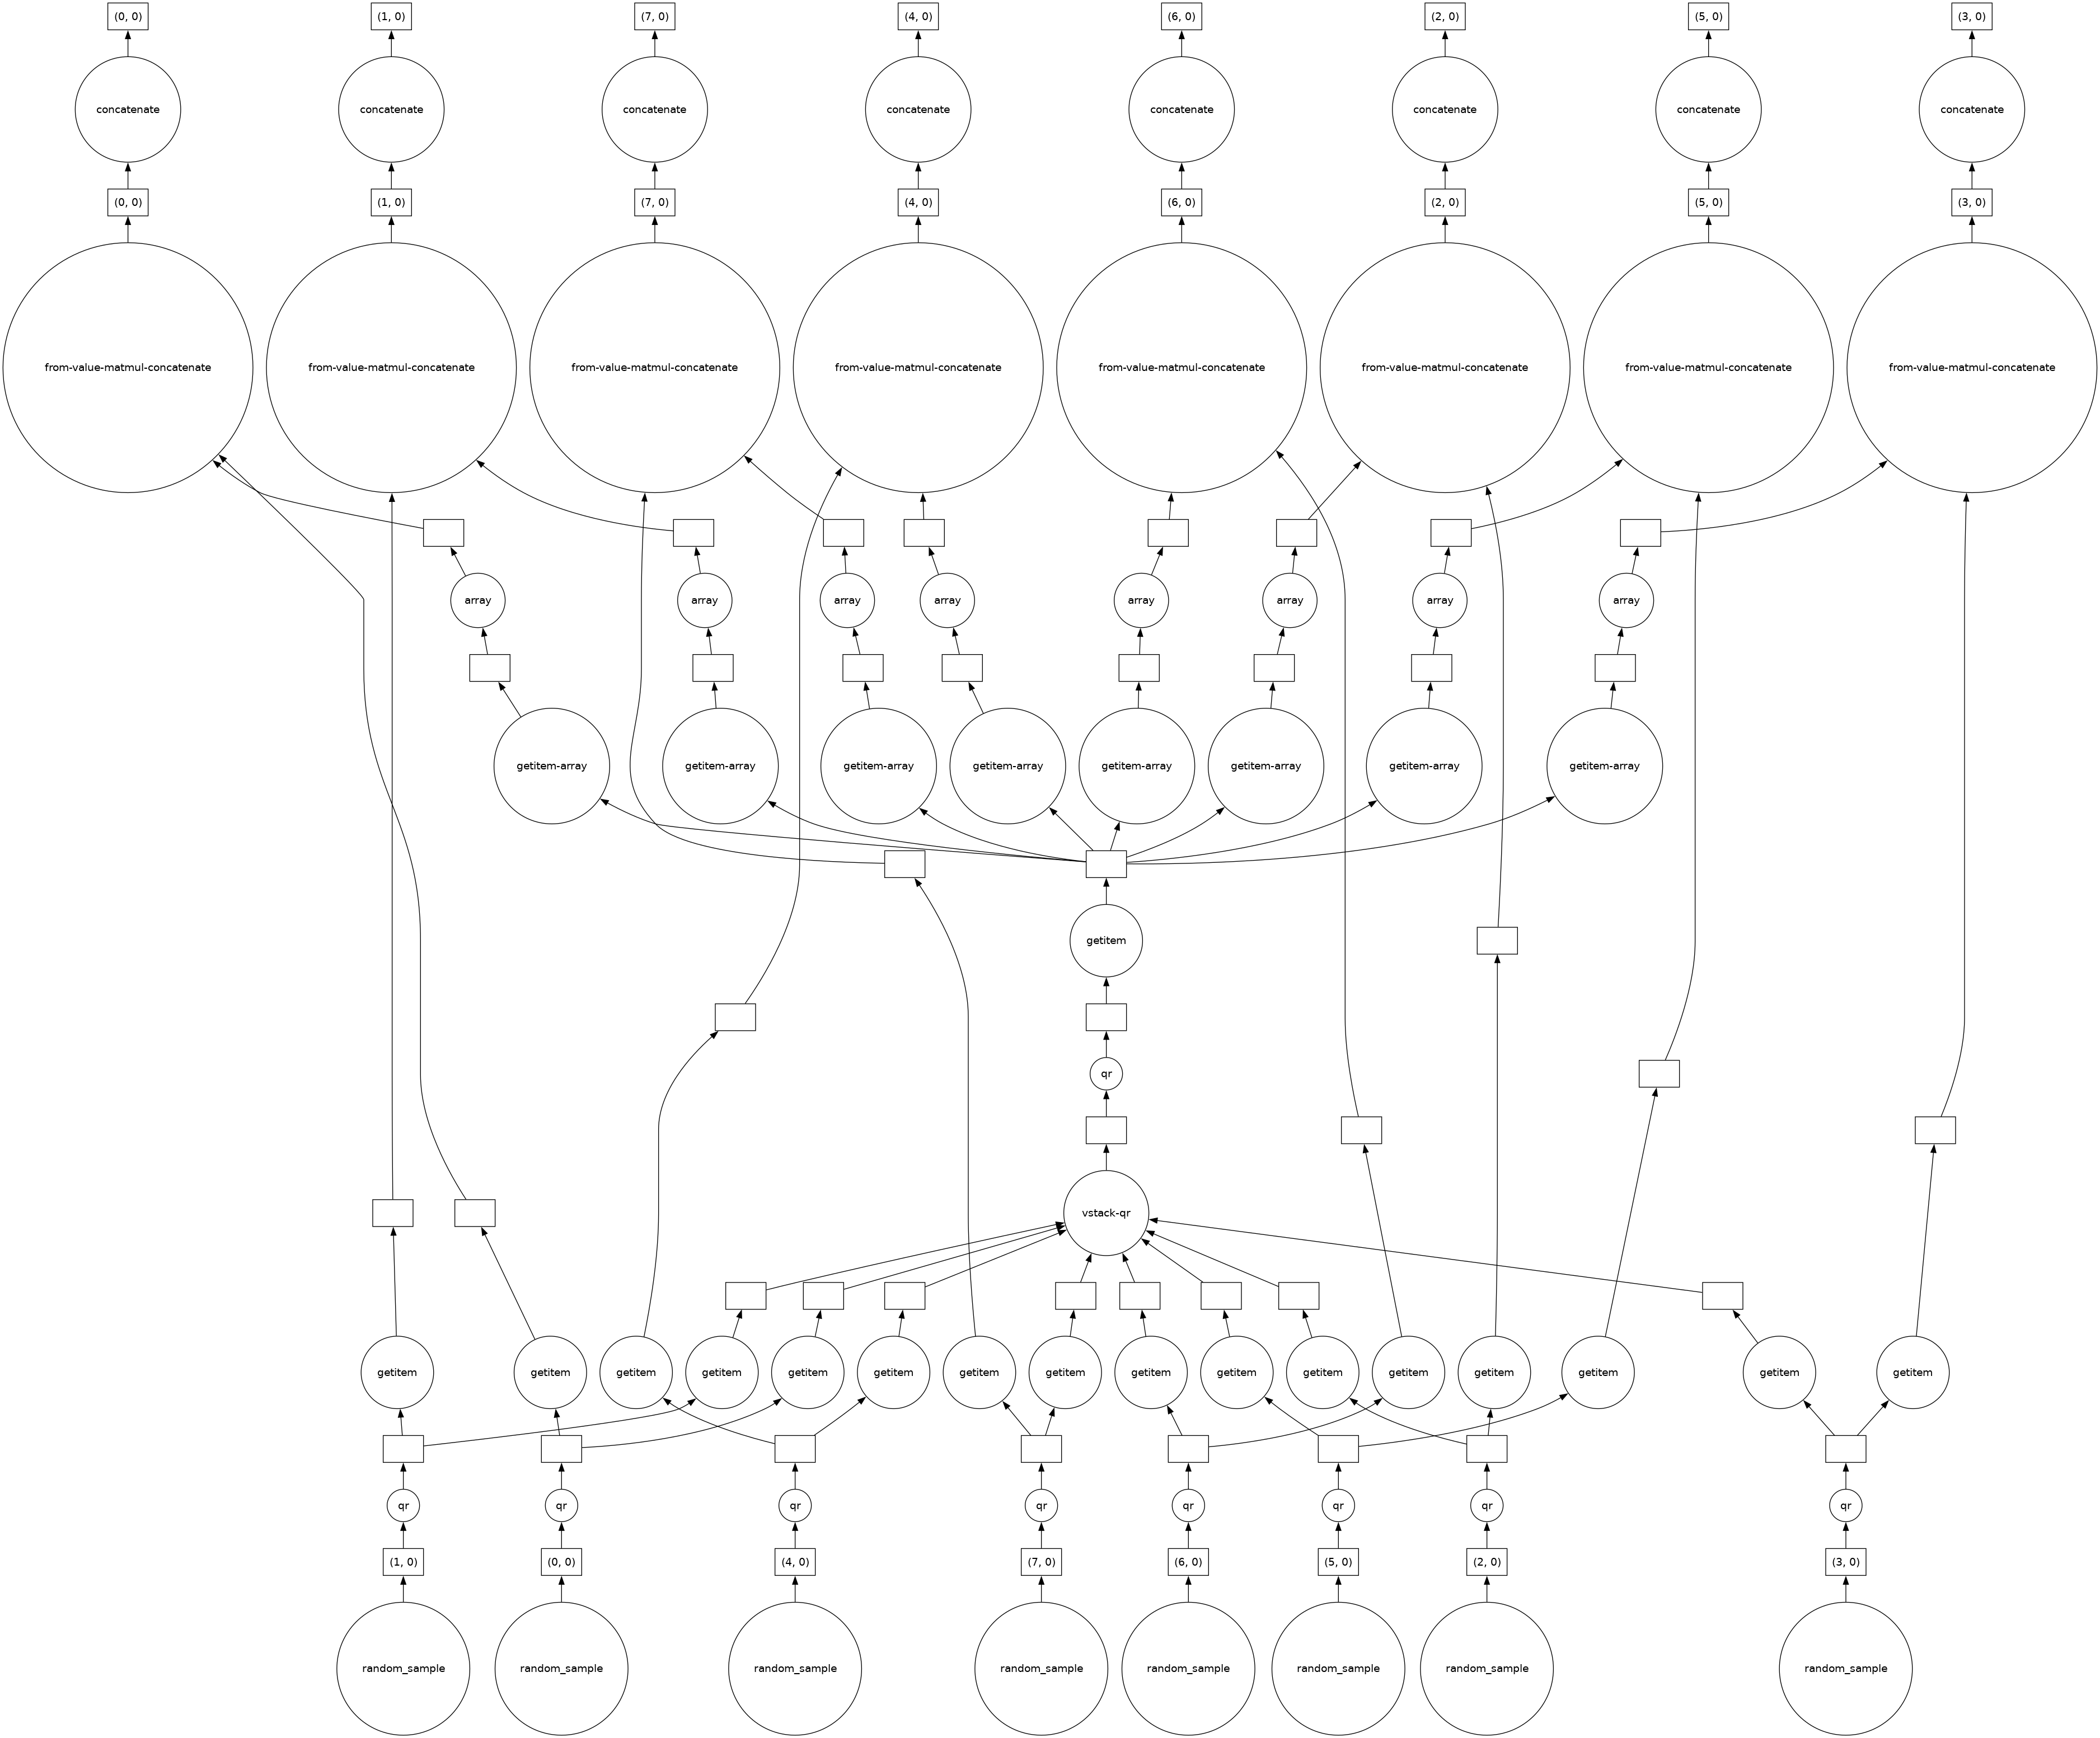 (0, 0) (1, 0) (7, 0) (4, 0) (6, 0) (2, 0) (5, 0) (3, 0)
concatenate concatenate concatenate concatenate concatenate concatenate concatenate concatenate
(0, 0) (1, 0) (7, 0) (4, 0) (6, 0) (2, 0) (5, 0) (3, 0)
from-value-matmul-concatenate from-value-matmul-concatenate from-value-matmul-concatenate from-value-matmul-concatenate from-value-matmul-concatenate from-value-matmul-concatenate from-value-matmul-concatenate from-value-matmul-concatenate
array array array array array array array array
getitem-array getitem-array getitem-array getitem-array getitem-array getitem-array getitem-array getitem-array
getitem
qr
vstack-qr
getitem getitem getitem getitem getitem getitem getitem getitem getitem getitem getitem getitem getitem getitem getitem getitem
qr qr qr qr qr qr qr qr
(1, 0) (0, 0) (4, 0) (7, 0) (6, 0) (5, 0) (2, 0) (3, 0)
random_sample random_sample random_sample random_sample random_sample random_sample random_sample random_sample